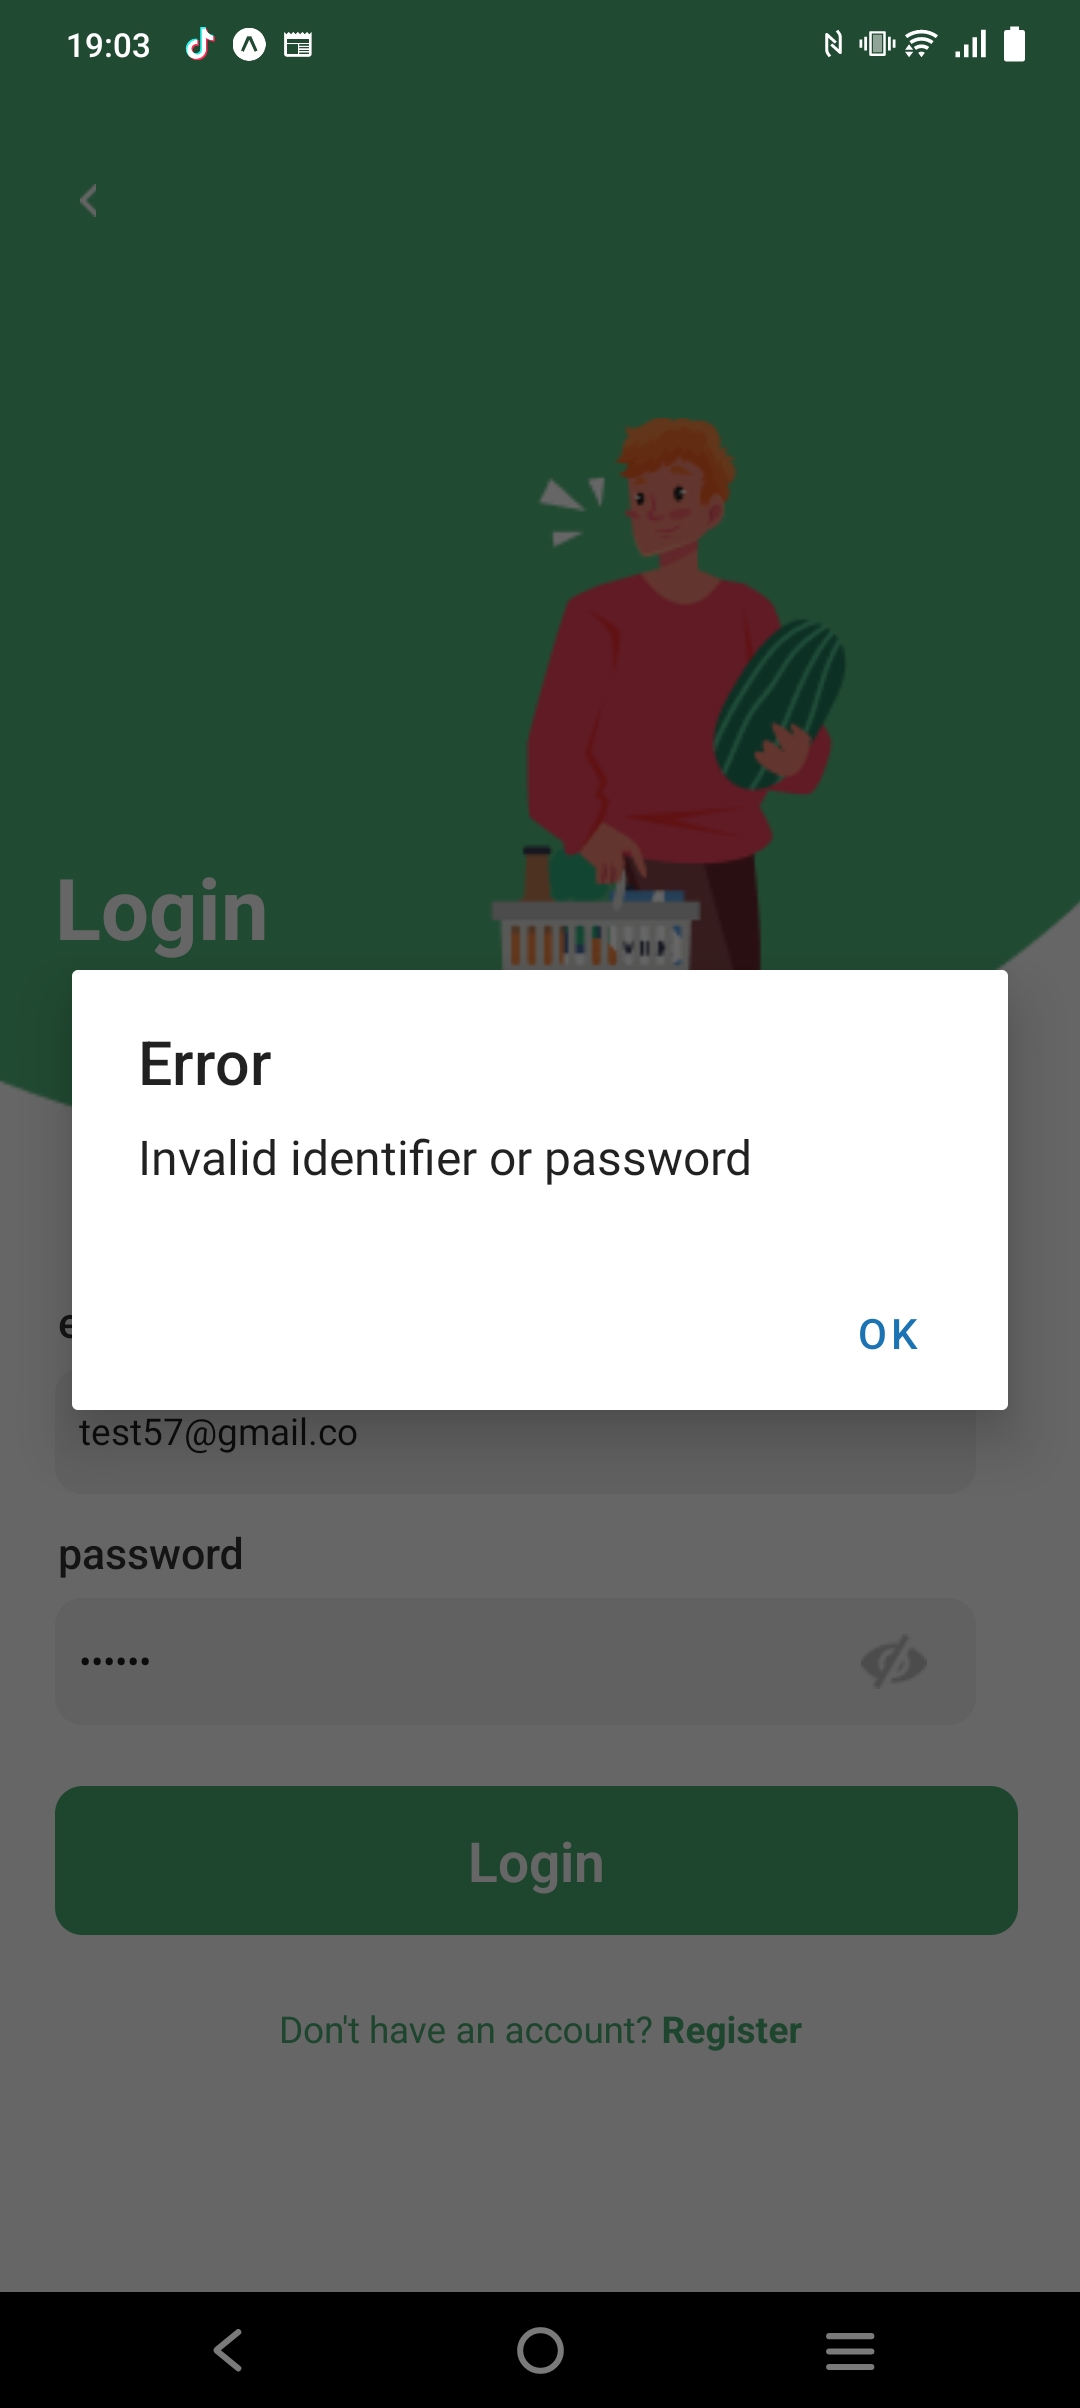 19:03
Login
MILK
Error
Invalid identifier or password
OK
e
test57@gmail.co
password
••••••
Login
Don't have an account? Register